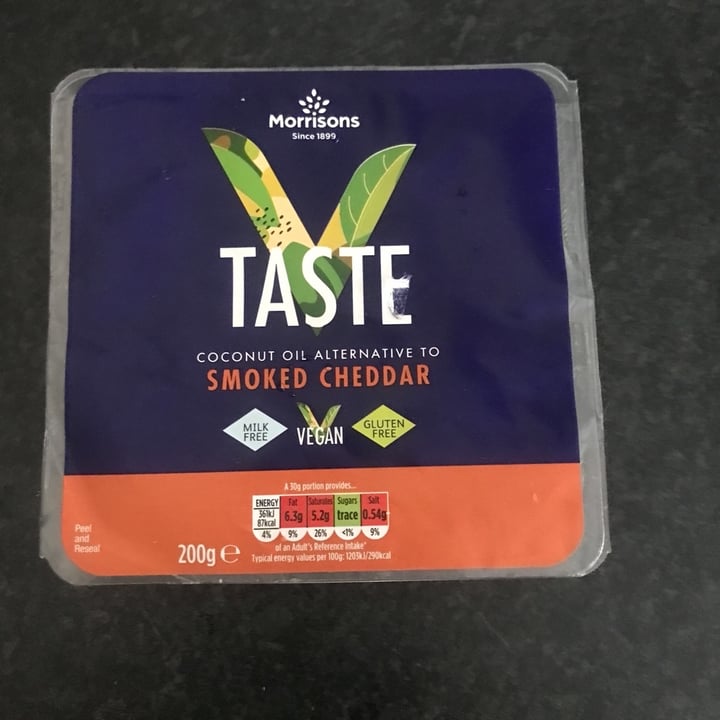 Morrisons
Since 1899
V
TASTE
COCONUT OIL ALTERNATIVE TO
SMOKED CHEDDAR
MILK
FREE
VEGAN
GLUTEN
FREE
A 30g portion provides...
ENERGY Fat Saturates Sugars Salt
361kJ
87kcal 6.3g 5.2g trace 0.54g
4% 9% 26% <1% 9%
of an Adult's Reference Intake*
Typical energy values per 100g: 1203kJ/290kcal
Peel
and
Reseal
200g e